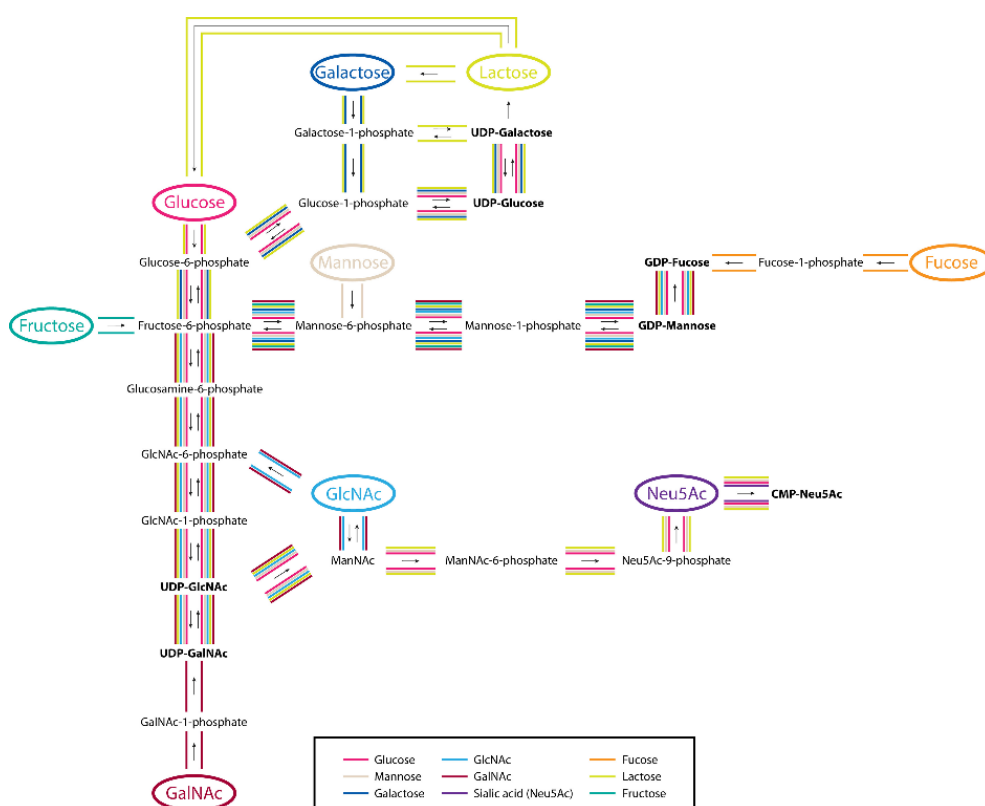 Galactose
Lactose
Galactose-1-phosphate
UDP-Galactose
Glucose
Glucose-1-phosphate
UDP-Glucose
Glucose-6-phosphate
Mannose
GDP-Fucose
Fucose-1-phosphate
Fucose
Fructose
Fructose-6-phosphate
Mannose-6-phosphate
Mannose-1-phosphate
GDP-Mannose
Glucosamine-6-phosphate
GlcNAc-6-phosphate
GlcNAc
Neu5Ac
CMP-Neu5Ac
GlcNAc-1-phosphate
ManNAc
ManNAc-6-phosphate
Neu5Ac-9-phosphate
UDP-GlcNAc
UDP-GalNAc
GalNAc-1-phosphate
GalNAc
Glucose
GlcNAc
Fucose
Mannose
GalNAc
Lactose
Galactose
Sialic acid (Neu5Ac)
Fructose